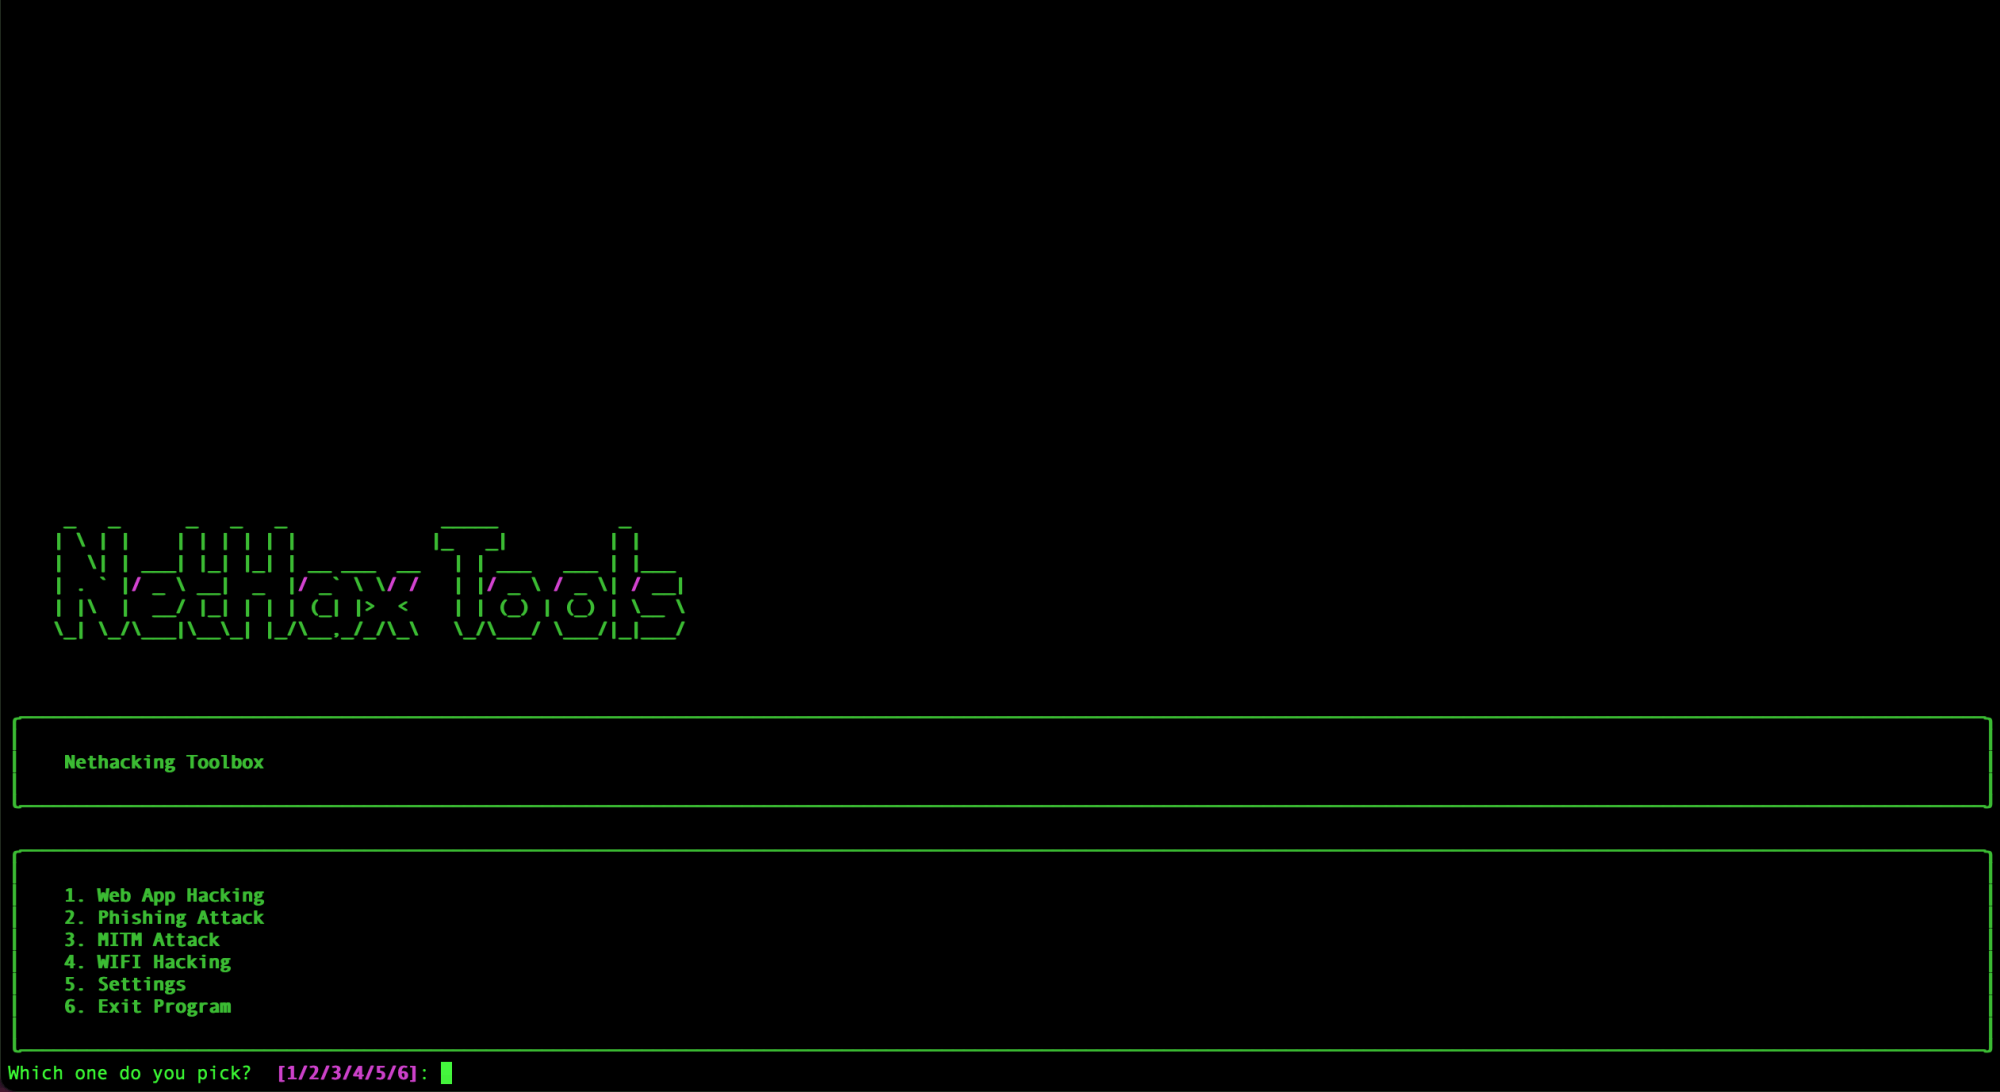 NetHax Tools
Nethacking Toolbox
1. Web App Hacking
2. Phishing Attack
3. MITM Attack
4. WIFI Hacking
5. Settings
6. Exit Program
Which one do you pick? [1/2/3/4/5/6]: